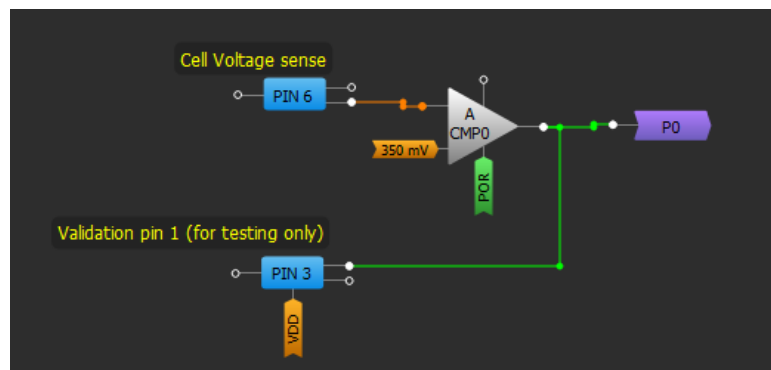 Cell Voltage sense
PIN 6
A
CMP0
P0
350 mV
POR
Validation pin 1 (for testing only)
PIN 3
VDD